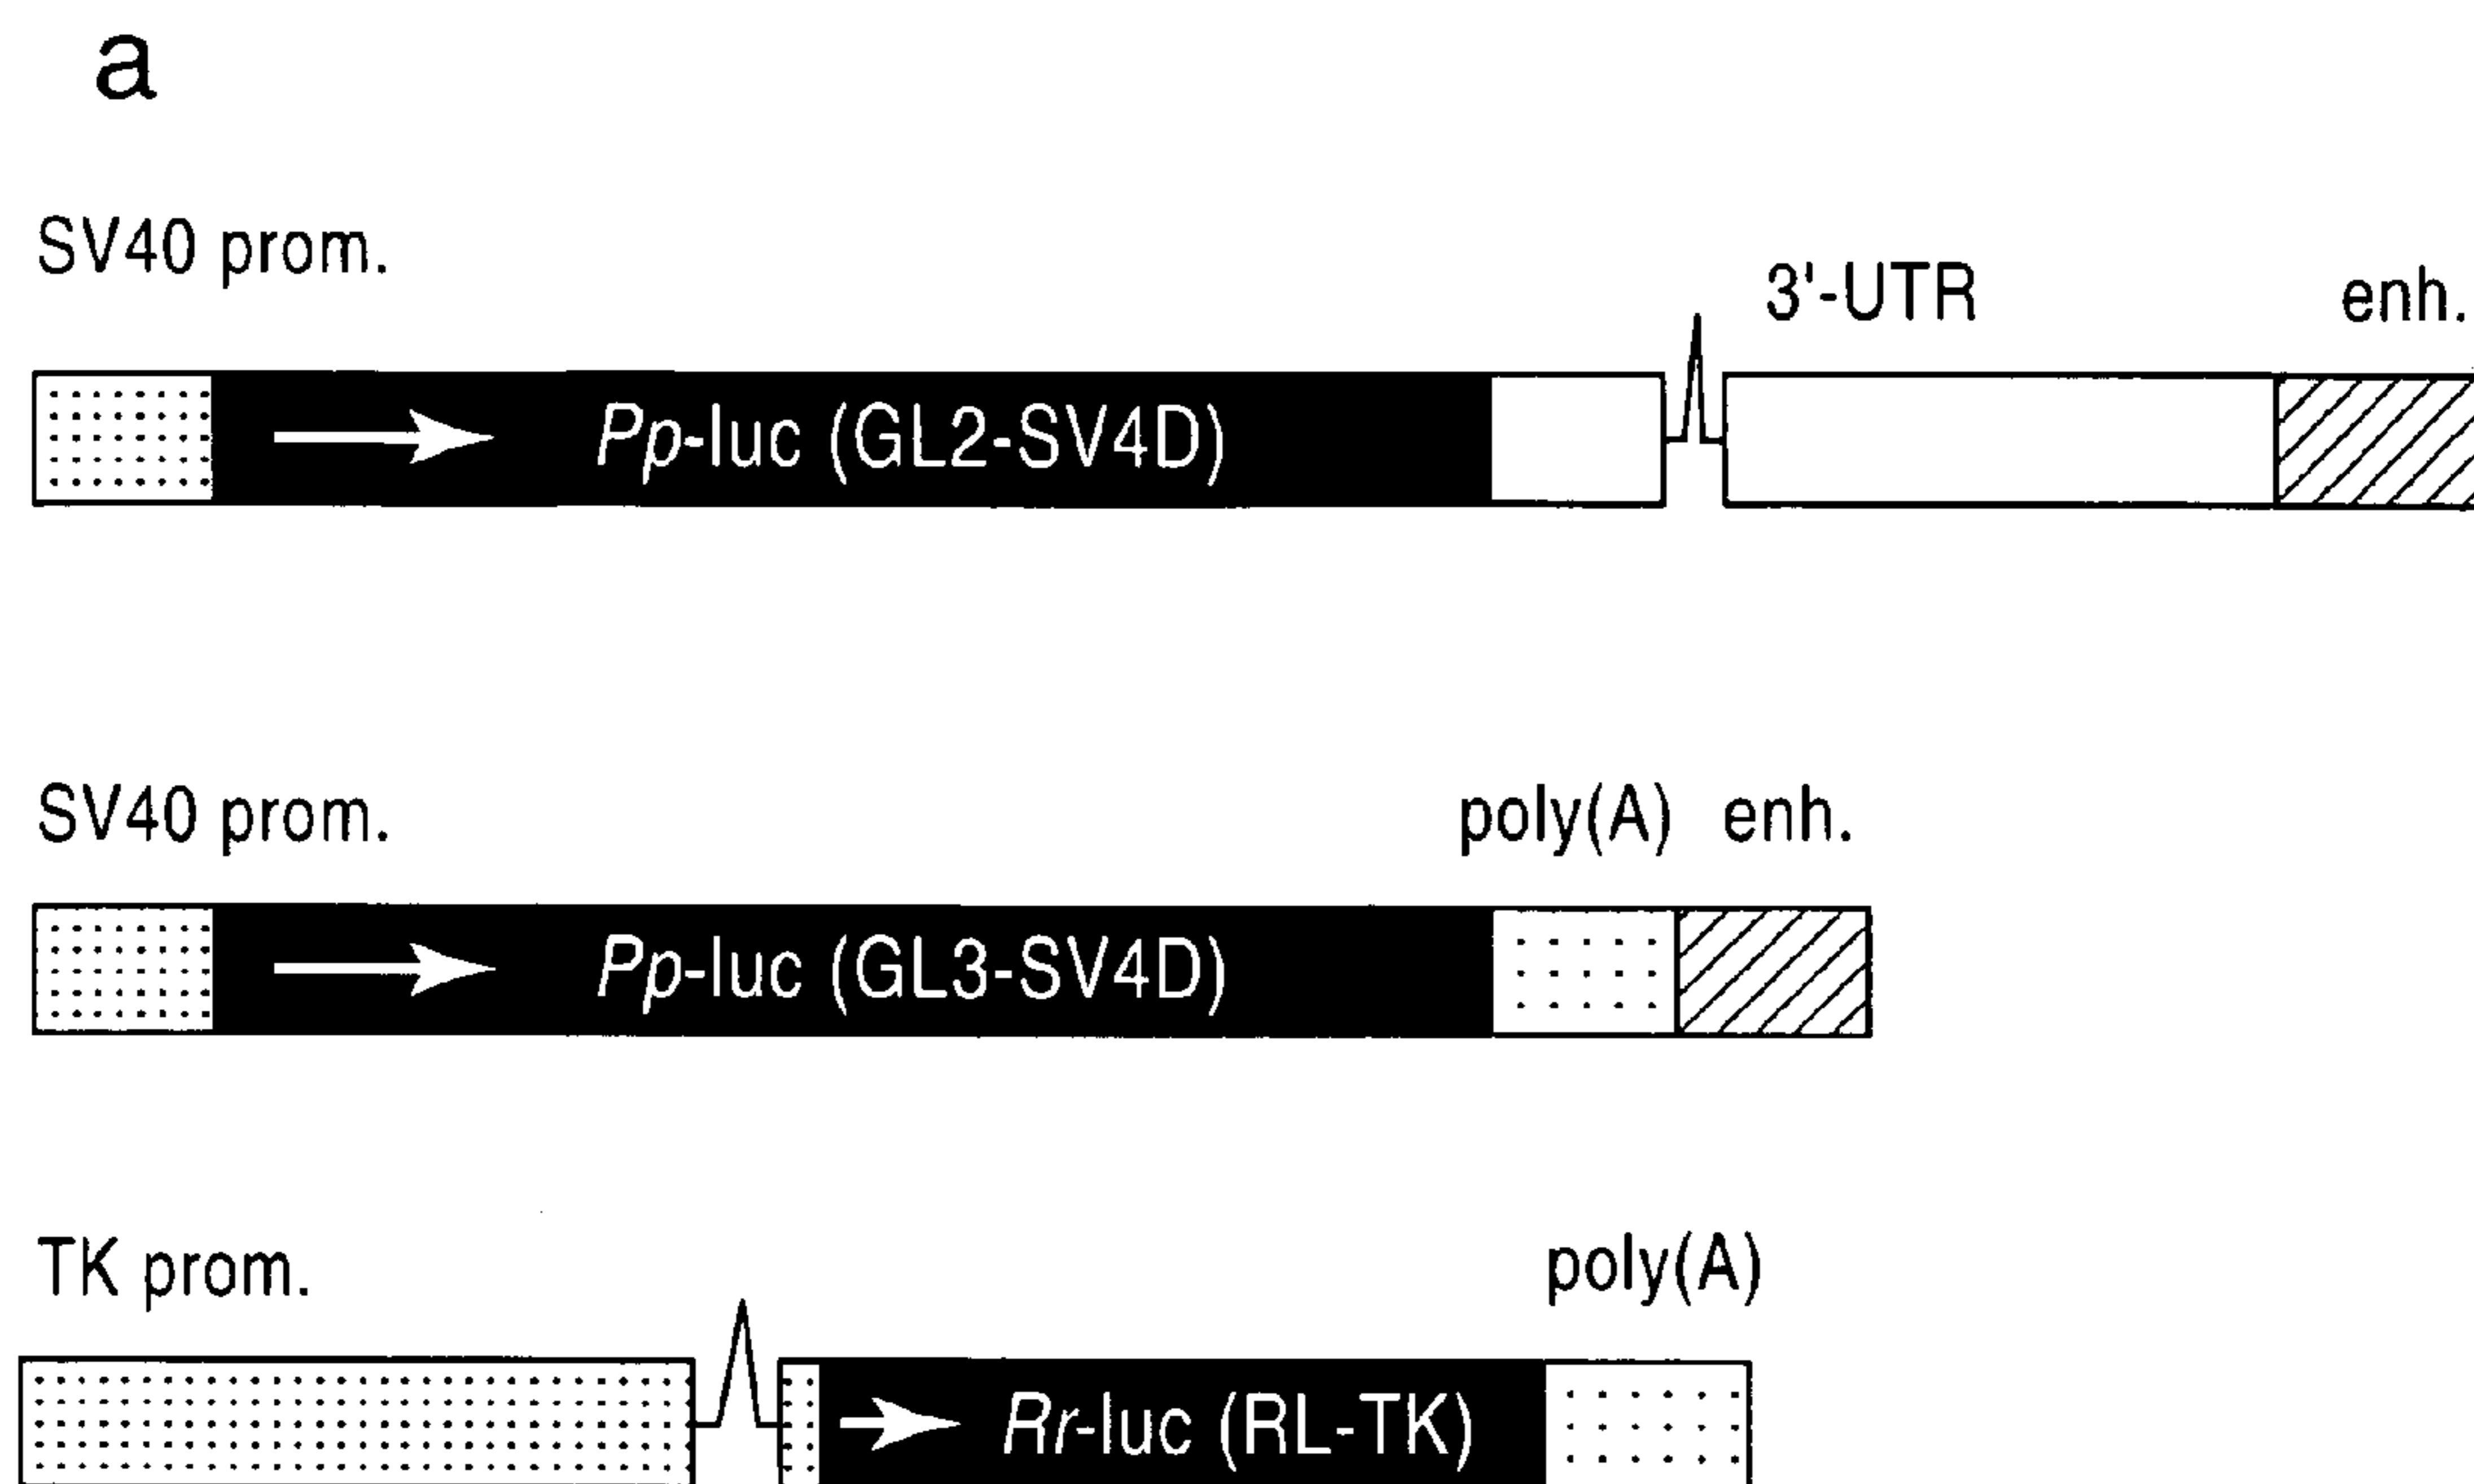 a
SV40 prom.
3'-UTR
enh.
Pp-luc (GL2-SV4D)
SV40 prom.
poly(A)
enh.
Pp-luc (GL3-SV4D)
TK prom.
poly(A)
Rr-luc (RL-TK)